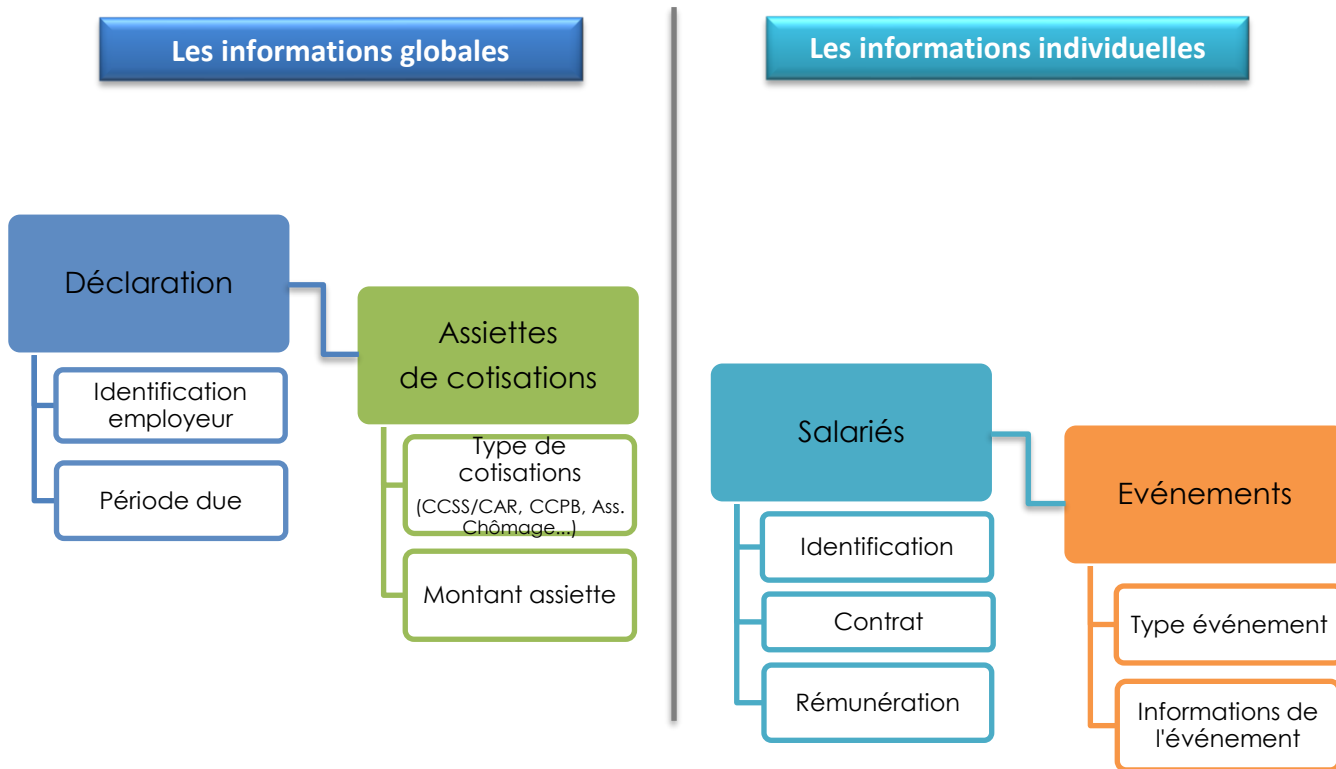 Les informations globales
Déclaration
Identification
employeur
Période due
Assiettes
de cotisations
Type de
cotisations
(CCSS/CAR, CCPB, Ass.
Chômage...)
Montant assiette
Les informations individuelles
Salariés
Identification
Contrat
Rémunération
Evénements
Type événement
Informations de
l'événement